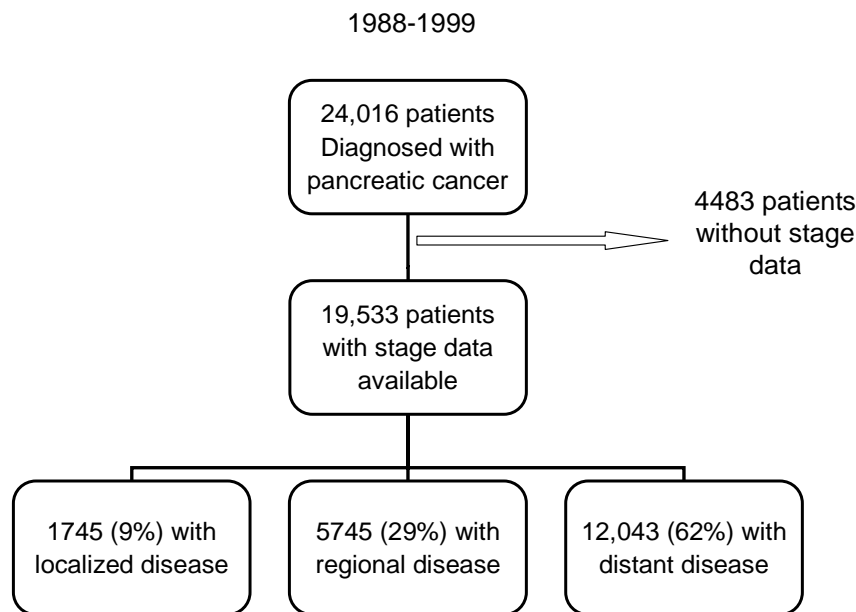 1988-1999
24,016 patients
Diagnosed with
pancreatic cancer
4483 patients
without stage
data
19,533 patients
with stage data
available
1745 (9%) with
localized disease
5745 (29%) with
regional disease
12,043 (62%) with
distant disease